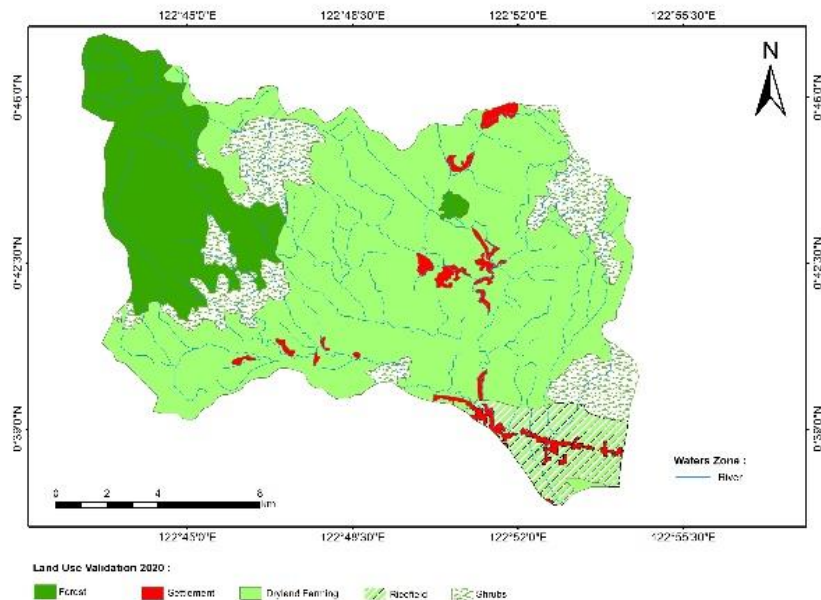 122°45'0"E 122°48'30"E 122°52'0"E 122°55'30"E
N
0°46'0"N 0°46'0"N
0°42'30"N 0°42'30"N
0°39'0"N 0°39'0"N
Waters Zone :
River
0 2 4 8
km
122°45'0"E 122°48'30"E 122°52'0"E 122°55'30"E
Land Use Validation 2020 :
Forest Settlement Dryland Farming Ricefield Shrubs